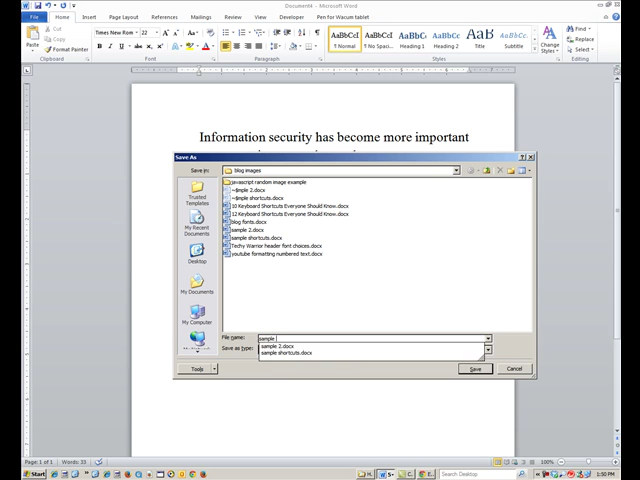 Document4 - Microsoft Word
File
Home
Insert
Page Layout
References
Mailings
Review
View
Developer
Pen for Wacum tablet
Cut
Copy
Format Painter
Paste
Times New Rom
22
Clipboard
Font
Paragraph
AaBbCcI
¶ Normal
¶ No Spaci...
Heading 1
Heading 2
Title
Subtitle
Change
Styles
Styles
Find
Replace
Select
Editing
Information security has become more important
Save As
Save in:
blog images
Trusted
Templates
My Recent
Documents
Desktop
My Documents
My Computer
javascript random image example
~$mple 2.docx
~$mple shortcuts.docx
10 Keyboard Shortcuts Everyone Should Know.docx
12 Keyboard Shortcuts Everyone Should Know.docx
blog fonts.docx
sample 2.docx
sample shortcuts.docx
Techy Warrior header font choices.docx
youtube formatting numbered text.docx
File name:
sample
Save as type:
sample 2.docx
sample shortcuts.docx
Tools
Save
Cancel
Page: 1 of 1
Words: 33
100%
Start
Search Desktop
1:50 PM